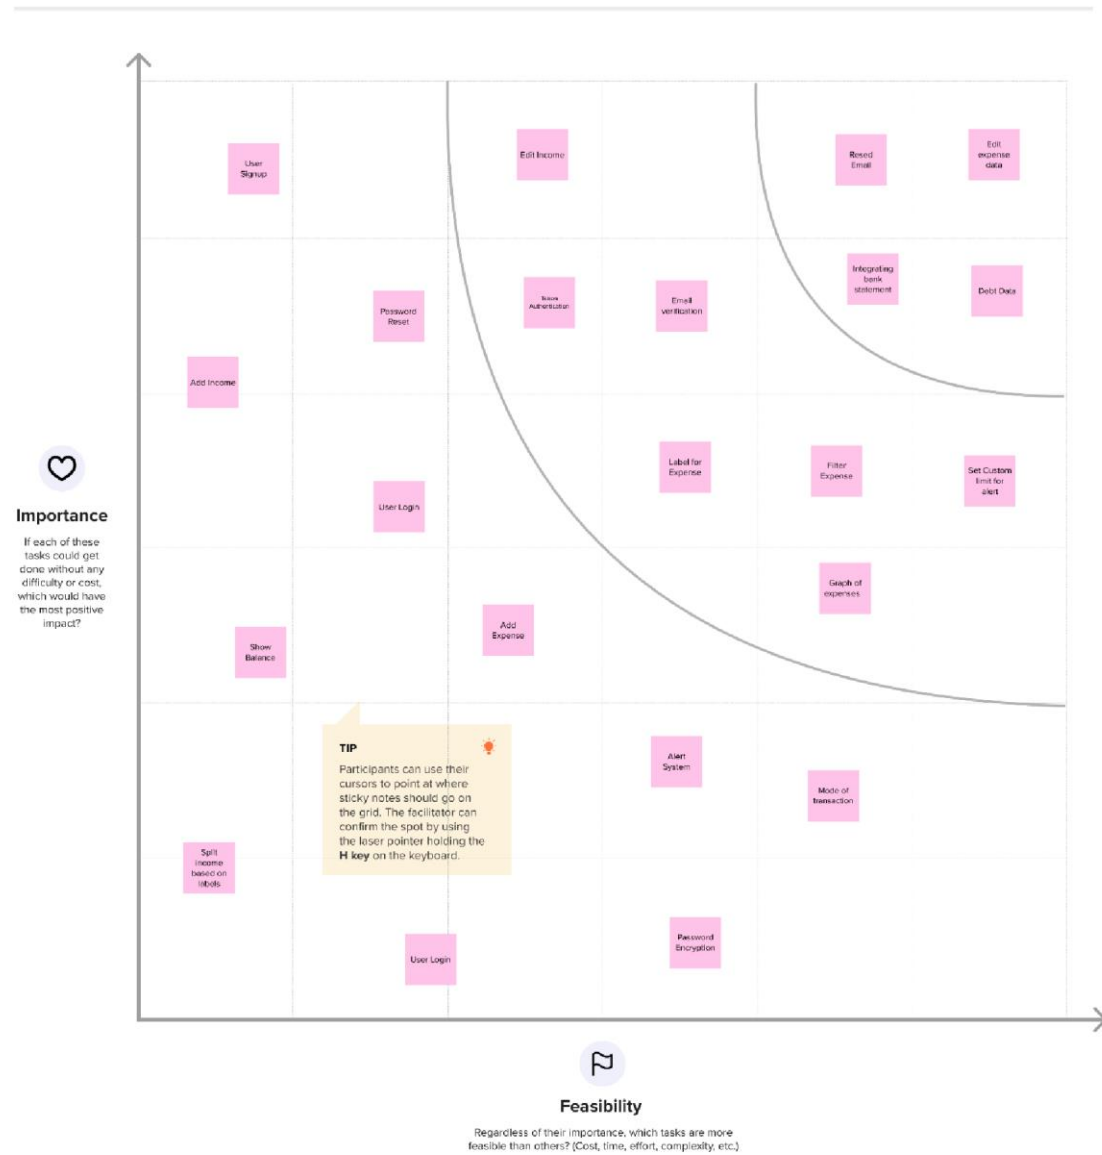 User
Signup
Edit Income
Resed
Email
Edit
expense
data
Password
Reset
Authentication
Email
verification
Integrating
bank
statement
Debt Data
Add Income
Label for
Expense
Filter
Expense
Set Custom
limit for
alert
User Login
Importance
If each of these
tasks could get
done without any
difficulty or cost,
which would have
the most positive
impact?
Graph of
expenses
Add
Expense
Show
Balance
TIP
Participants can use their
cursors to point at where
sticky notes should go on
the grid. The facilitator can
confirm the spot by using
the laser pointer holding the
H key on the keyboard.
Alert
System
Mode of
transaction
Split
income
based on
labels
User Login
Password
Encryption
Feasibility
Regardless of their importance, which tasks are more
feasible than others? (Cost, time, effort, complexity, etc.)